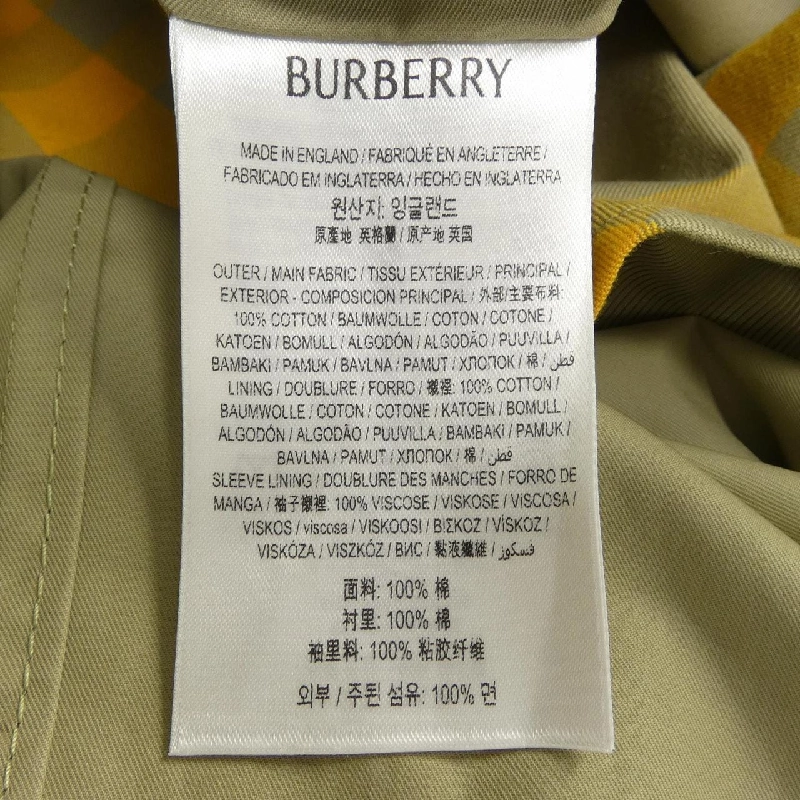 BURBERRY
MADE IN ENGLAND / FABRIQUÉ EN ANGLETERRE /
FABRICADO EM INGLATERRA / HECHO EN INGLATERRA
원산지: 잉글랜드
原產地 英格蘭 / 原产地 英国
OUTER / MAIN FABRIC / TISSU EXTÉRIEUR / PRINCIPAL /
EXTERIOR - COMPOSICION PRINCIPAL / 外部/主要布料:
100% COTTON / BAUMWOLLE / COTON / COTONE /
KATOEN / BOMULL / ALGODÓN / ALGODÃO / PUUVILLA /
BAMBAKI / PAMUK / BAVLNA / PAMUT / ХЛОПОК / 棉 / قطن /
LINING / DOUBLURE / FORRO / 襯裡: 100% COTTON /
BAUMWOLLE / COTON / COTONE / KATOEN / BOMULL /
ALGODÓN / ALGODÃO / PUUVILLA / BAMBAKI / PAMUK /
BAVLNA / PAMUT / ХЛОПОК / 棉 / قطن /
SLEEVE LINING / DOUBLURE DES MANCHES / FORRO DE
MANGA / 袖子襯裡: 100% VISCOSE / VISKOSE / VISCOSA /
VISKOS / viscosa / VISKOOSI / ΒΙΣΚΟΖ / VİSKOZ /
VISKÓZA / VISZKÓZ / ВИС / 黏液纖維 / فسكوز /
面料: 100% 棉
衬里: 100% 棉
袖里料: 100% 粘胶纤维
외부 / 주된 섬유: 100% 면